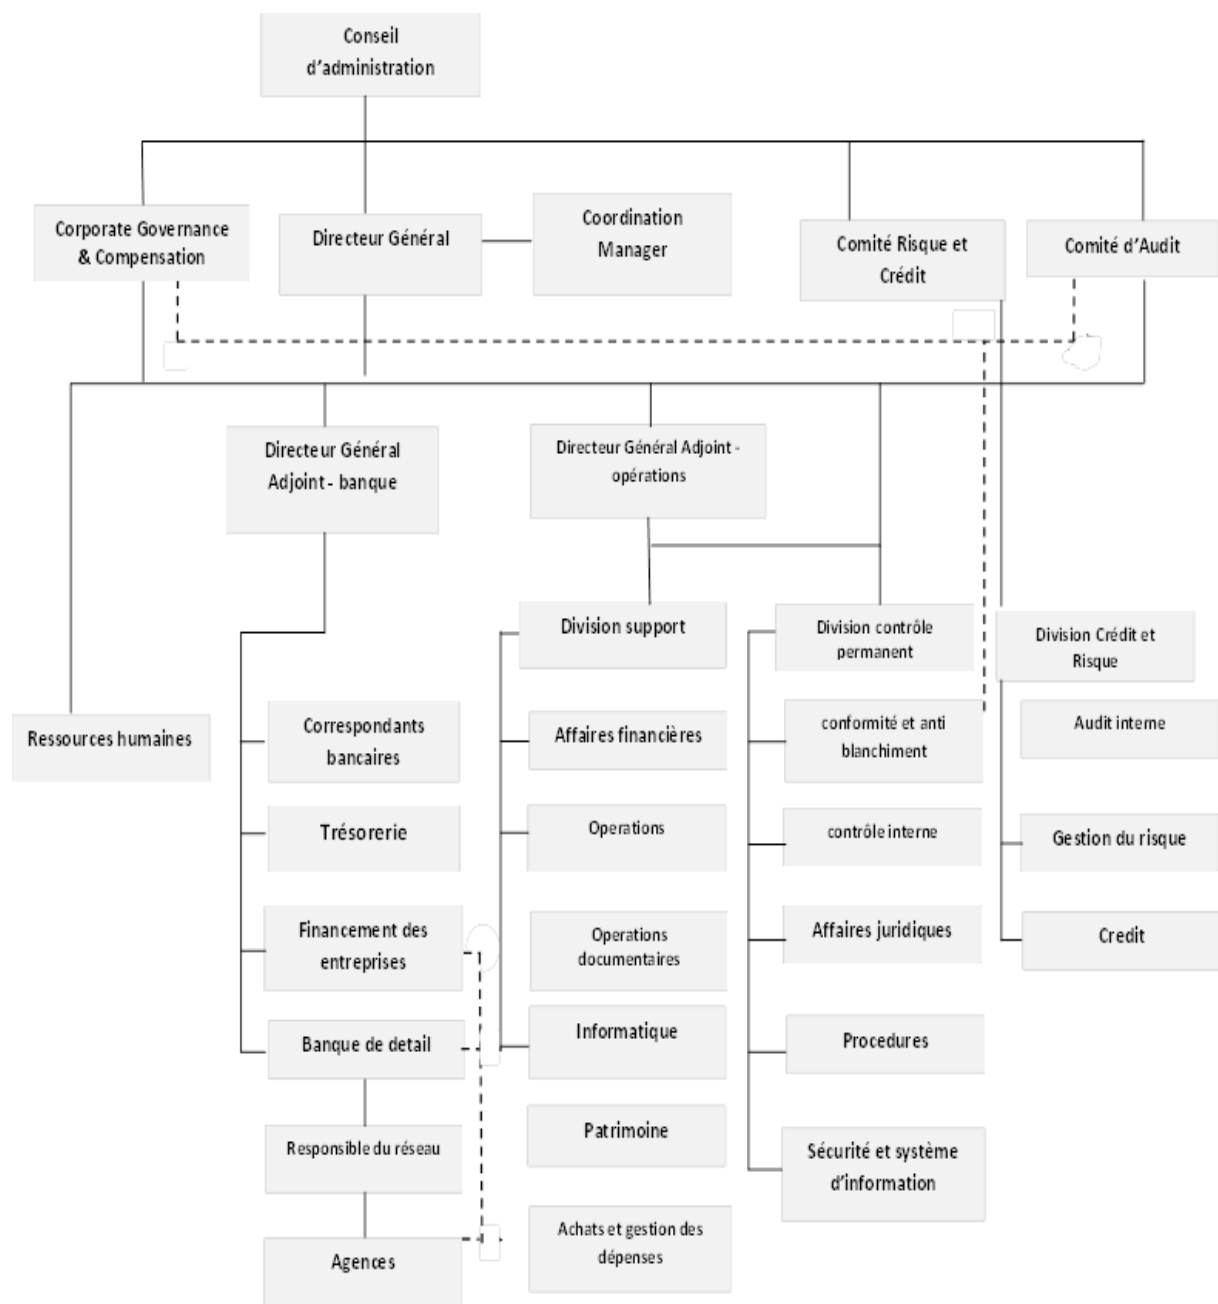 Conseil
d'administration
Corporate Governance
& Compensation
Directeur Général
Coordination
Manager
Comité Risque et
Crédit
Comité d'Audit
Directeur Général
Adjoint - banque
Directeur Général Adjoint -
opérations
Division support
Division contrôle
permanent
Division Crédit et
Risque
Ressources humaines
Correspondants
bancaires
Affaires financières
conformité et anti
blanchiment
Audit interne
Trésorerie
Operations
contrôle interne
Gestion du risque
Financement des
entreprises
Operations
documentaires
Affaires juridiques
Credit
Banque de detail
Informatique
Procedures
Responsible du réseau
Patrimoine
Sécurité et système
d'information
Agences
Achats et gestion des
dépenses